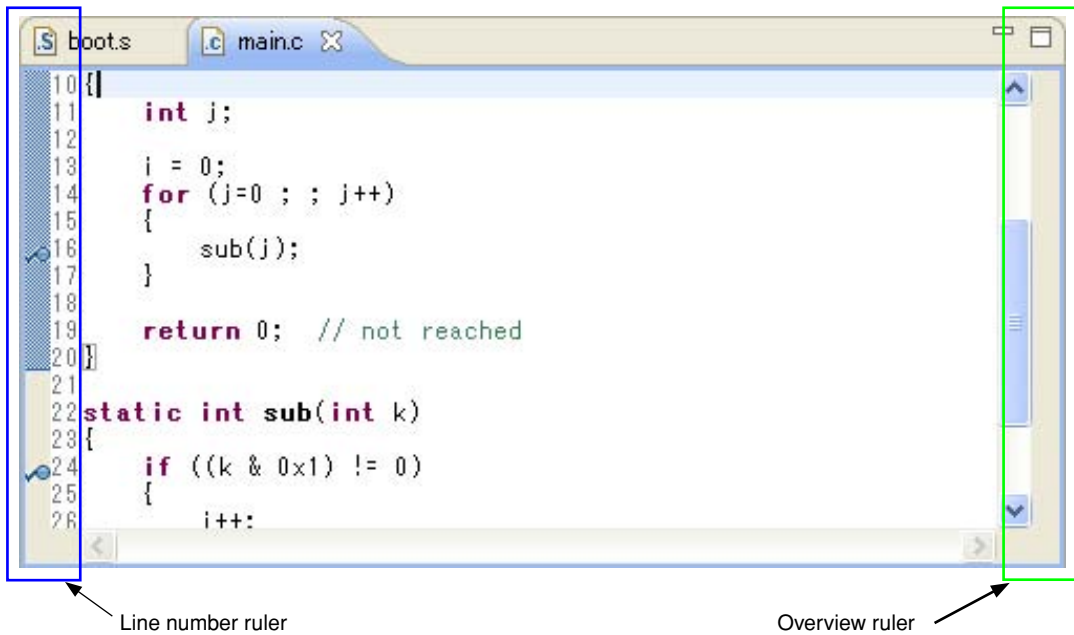 .S boot.s .c main.c
10 {
11 int j;
12
13 i = 0;
14 for (j=0 ; ; j++)
15 {
16 sub(j);
17 }
18
19 return 0; // not reached
20 }
21
22 static int sub(int k)
23 {
24 if ((k & 0x1) != 0)
25 {
26 i++;
Line number ruler
Overview ruler